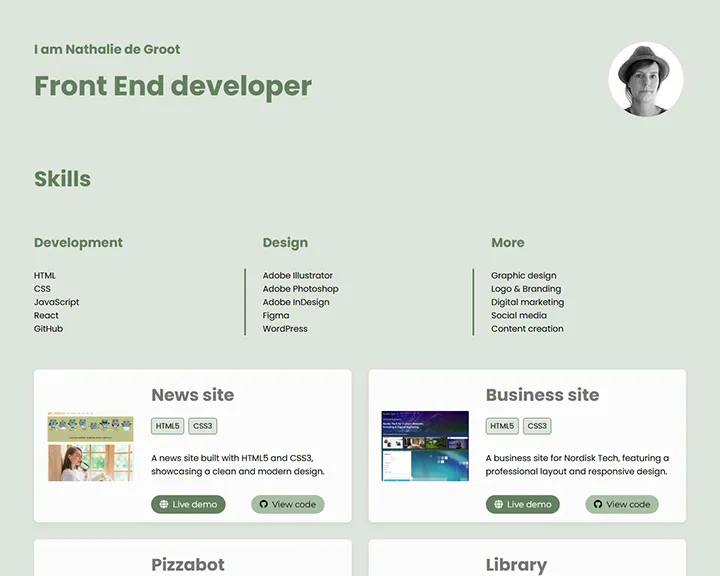 I am Nathalie de Groot
Front End developer
Skills
Development
HTML
CSS
JavaScript
React
GitHub
Design
Adobe Illustrator
Adobe Photoshop
Adobe InDesign
Figma
WordPress
More
Graphic design
Logo & Branding
Digital marketing
Social media
Content creation
News site
HTML5 CSS3
A news site built with HTML5 and CSS3,
showcasing a clean and modern design.
Live demo View code
Business site
HTML5 CSS3
A business site for Nordisk Tech, featuring a
professional layout and responsive design.
Live demo View code
Pizzabot
Library